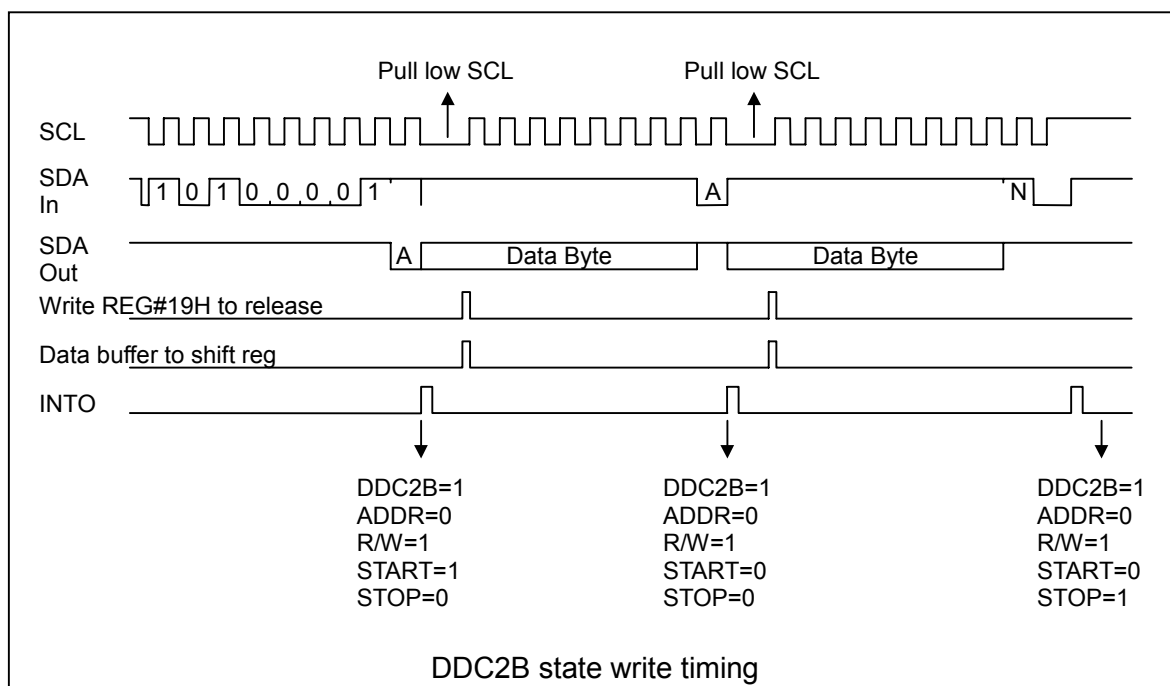 Pull low SCL Pull low SCL
SCL
SDA
In
1 0 1 0 0 0 0 1 A N
SDA
Out
A Data Byte Data Byte
Write REG#19H to release
Data buffer to shift reg
INTO
DDC2B=1 DDC2B=1 DDC2B=1
ADDR=0 ADDR=0 ADDR=0
R/W=1 R/W=1 R/W=1
START=1 START=0 START=0
STOP=0 STOP=0 STOP=1
DDC2B state write timing